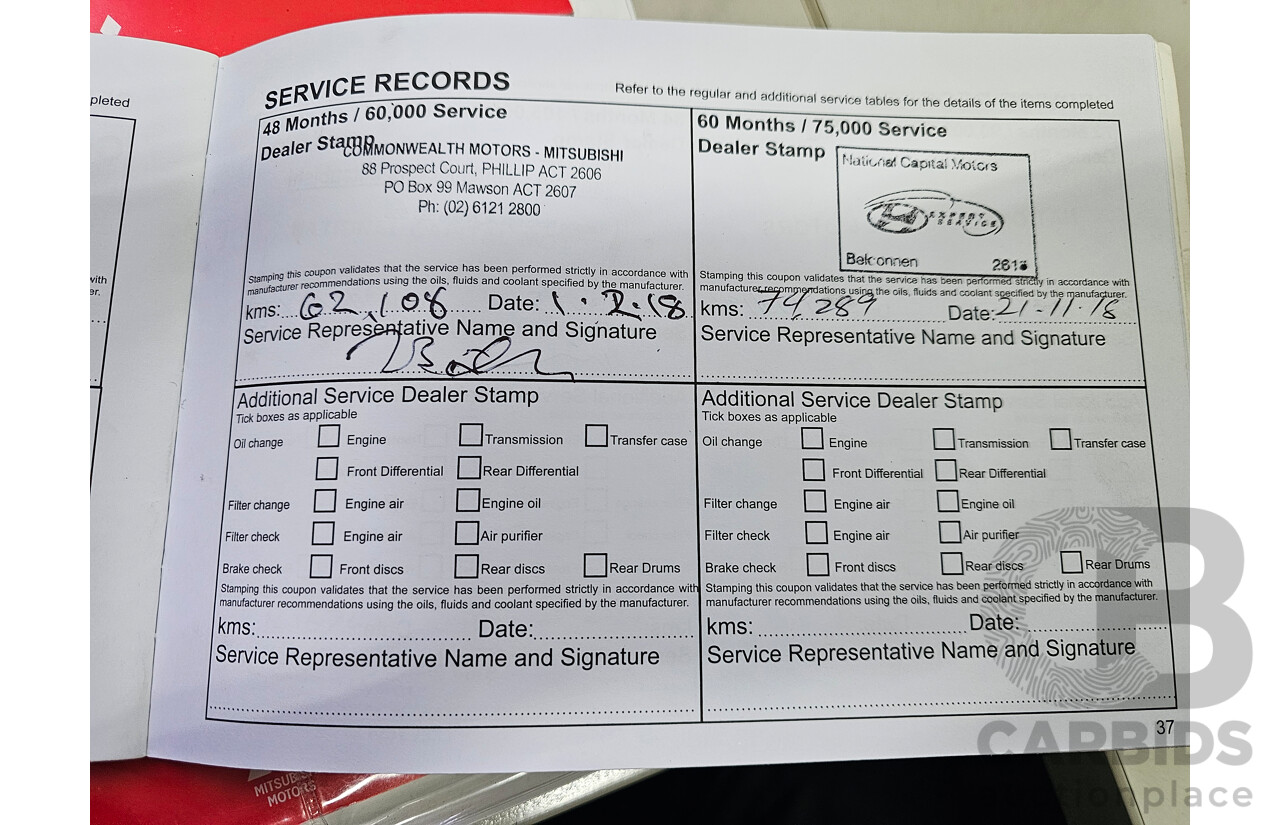 pleted
with
er.
SERVICE RECORDS
Refer to the regular and additional service tables for the details of the items completed
48 Months / 60,000 Service
Dealer Stamp
COMMONWEALTH MOTORS - MITSUBISHI
88 Prospect Court, PHILLIP ACT 2606
PO Box 99 Mawson ACT 2607
Ph: (02) 6121 2800
Stamping this coupon validates that the service has been performed strictly in accordance with
manufacturer recommendations using the oils, fluids and coolant specified by the manufacturer.
kms: 62,108 Date: 1.2.18
Service Representative Name and Signature
60 Months / 75,000 Service
Dealer Stamp
National Capital Motors
EXPERT
SERVICE
Belconnen 2617
Stamping this coupon validates that the service has been performed strictly in accordance with
manufacturer recommendations using the oils, fluids and coolant specified by the manufacturer.
kms: 74,289 Date: 21-11-18
Service Representative Name and Signature
Additional Service Dealer Stamp
Tick boxes as applicable
Oil change Engine Transmission Transfer case
Front Differential Rear Differential
Filter change Engine air Engine oil
Filter check Engine air Air purifier
Brake check Front discs Rear discs Rear Drums
Stamping this coupon validates that the service has been performed strictly in accordance with
manufacturer recommendations using the oils, fluids and coolant specified by the manufacturer.
kms: Date:
Service Representative Name and Signature
Additional Service Dealer Stamp
Tick boxes as applicable
Oil change Engine Transmission Transfer case
Front Differential Rear Differential
Filter change Engine air Engine oil
Filter check Engine air Air purifier
Brake check Front discs Rear discs Rear Drums
Stamping this coupon validates that the service has been performed strictly in accordance with
manufacturer recommendations using the oils, fluids and coolant specified by the manufacturer.
kms: Date:
Service Representative Name and Signature
37
MITSUBIS
MOTORS
CB
CARBIDS
place